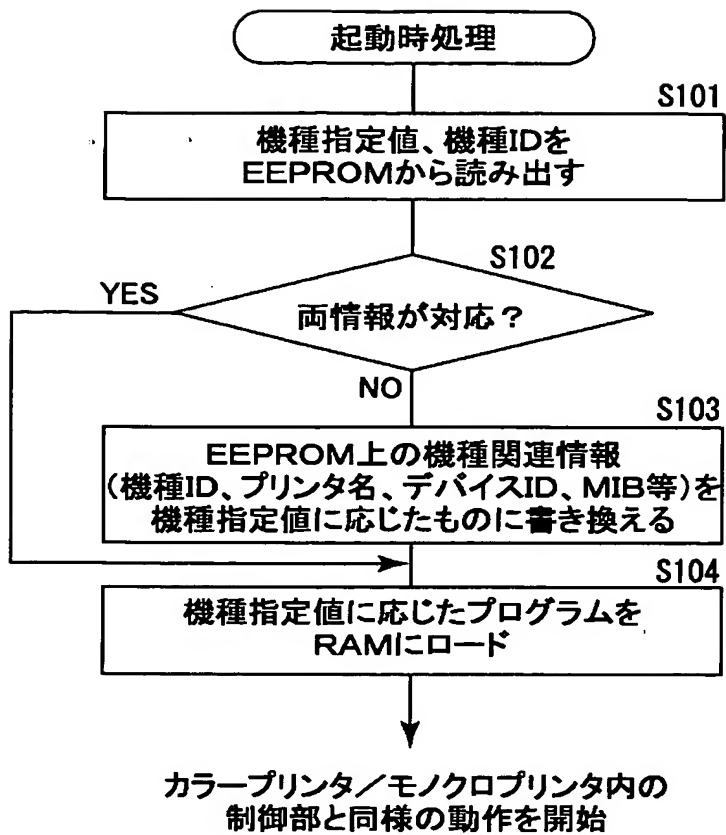 起動時処理
S101
機種指定値、機種IDを
EEPROMから読み出す
S102
両情報が対応？
YES
NO
S103
EEPROM上の機種関連情報
(機種ID、プリンタ名、デバイスID、MIB等)を
機種指定値に応じたものに書き換える
S104
機種指定値に応じたプログラムを
RAMにロード
カラープリンタ／モノクロプリンタ内の
制御部と同様の動作を開始